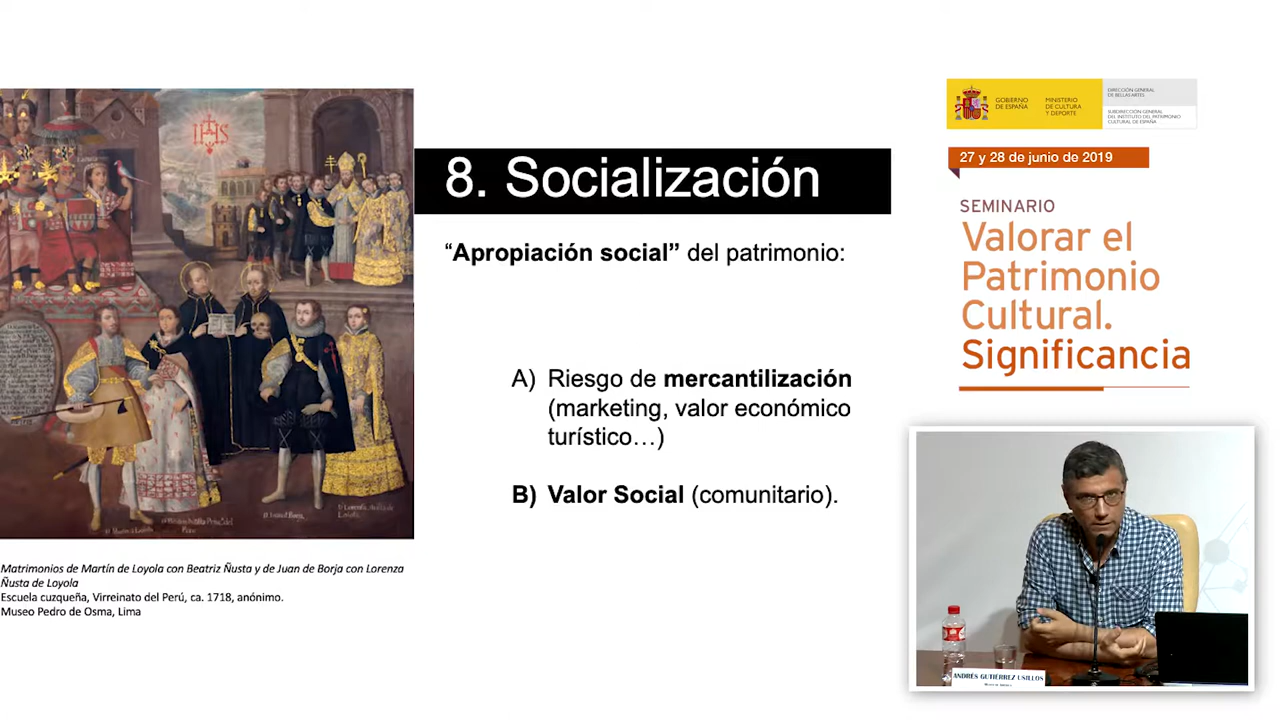 IHS
8. Socialización
“Apropiación social” del patrimonio:
A) Riesgo de mercantilización
(marketing, valor económico
turístico…)
B) Valor Social (comunitario).
Matrimonios de Martín de Loyola con Beatriz Ñusta y de Juan de Borja con Lorenza
Ñusta de Loyola
Escuela cuzqueña, Virreinato del Perú, ca. 1718, anónimo.
Museo Pedro de Osma, Lima
GOBIERNO
DE ESPAÑA
MINISTERIO
DE CULTURA
Y DEPORTE
DIRECCIÓN GENERAL
DE BELLAS ARTES
SUBDIRECCIÓN GENERAL
DEL INSTITUTO DEL PATRIMONIO
CULTURAL DE ESPAÑA
27 y 28 de junio de 2019
SEMINARIO
Valorar el
Patrimonio
Cultural.
Significancia
ANDRÉS GUTIÉRREZ USILLOS